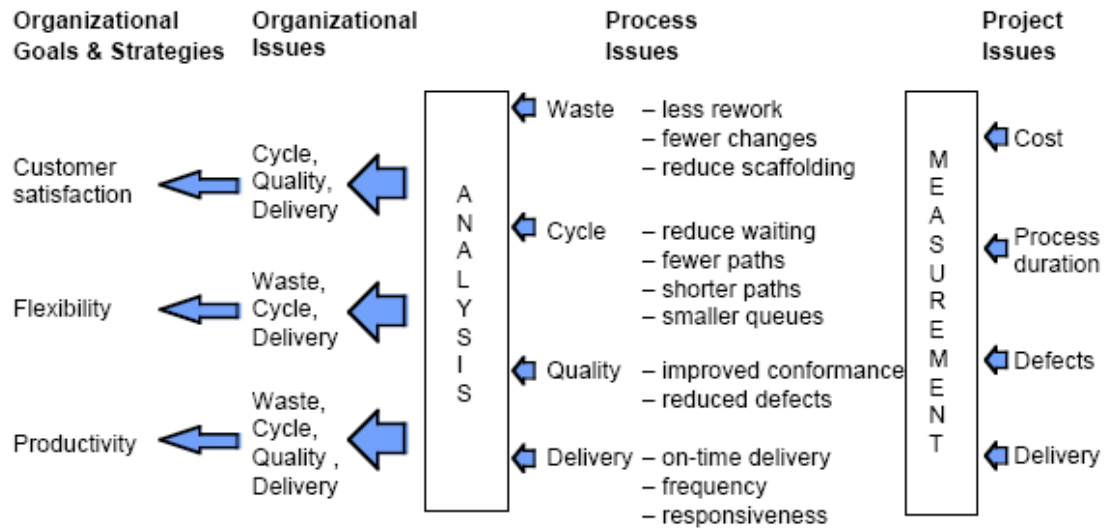 Organizational
Goals & Strategies
Organizational
Issues
Process
Issues
Project
Issues
Customer
satisfaction
Flexibility
Productivity
Cycle,
Quality,
Delivery
Waste,
Cycle,
Delivery
Waste,
Cycle,
Quality ,
Delivery
ANALYSIS
Waste – less rework
– fewer changes
– reduce scaffolding
Cycle – reduce waiting
– fewer paths
– shorter paths
– smaller queues
Quality – improved conformance
– reduced defects
Delivery – on-time delivery
– frequency
– responsiveness
MEASUREMENT
Cost
Process
duration
Defects
Delivery